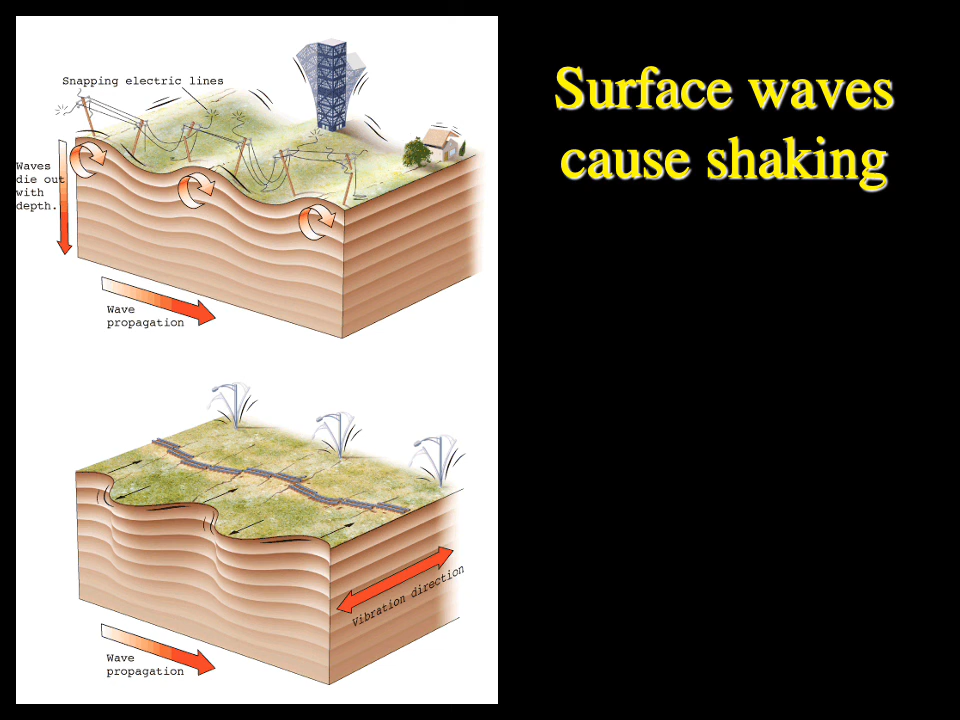 Surface waves
cause shaking
Snapping electric lines
Waves
die out
with
depth.
Wave
propagation
Vibration direction
Wave
propagation